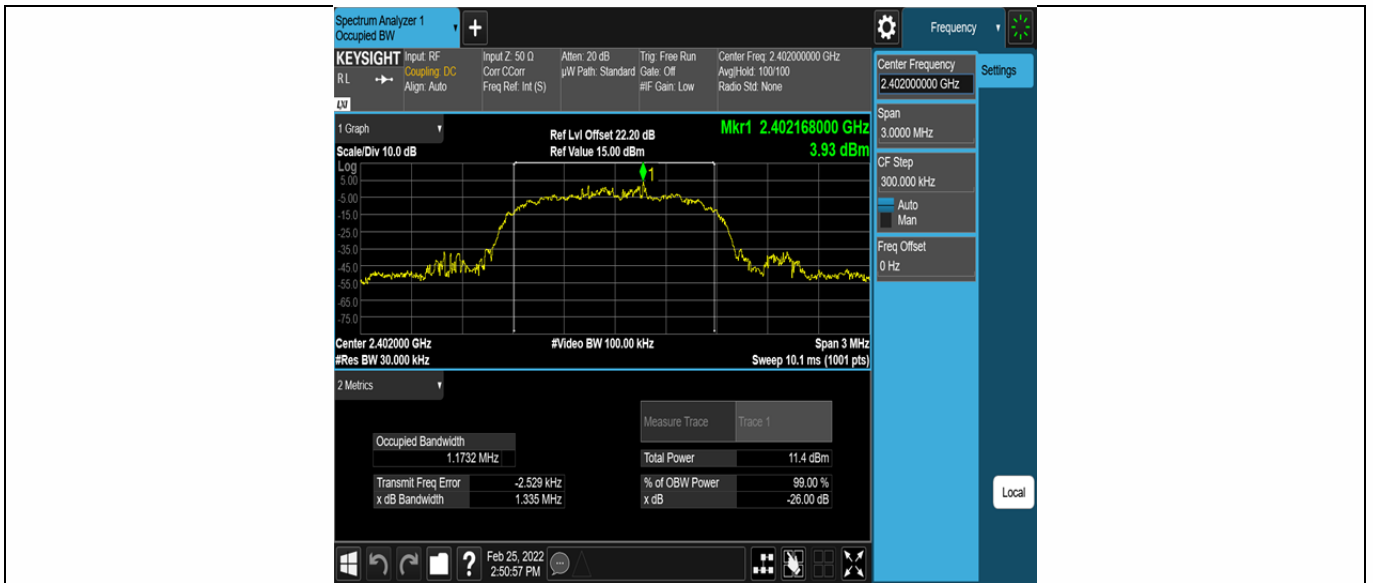 Spectrum Analyzer 1
Occupied BW
+
Frequency
KEYSIGHT
RL
LXI
Input: RF
Coupling: DC
Align: Auto
Input Z: 50 Ω
Corr CCorr
Freq Ref: Int (S)
Atten: 20 dB
µW Path: Standard
Trig: Free Run
Gate: Off
#IF Gain: Low
Center Freq: 2.402000000 GHz
Avg|Hold: 100/100
Radio Std: None
Center Frequency
2.402000000 GHz
Settings
Span
3.0000 MHz
CF Step
300.000 kHz
Auto
Man
Freq Offset
0 Hz
Local
1 Graph
Scale/Div 10.0 dB
Ref Lvl Offset 22.20 dB
Ref Value 15.00 dBm
Mkr1 2.402168000 GHz
3.93 dBm
Log
1
5.00
-5.00
-15.0
-25.0
-35.0
-45.0
-55.0
-65.0
-75.0
Center 2.402000 GHz
#Video BW 100.00 kHz
Span 3 MHz
#Res BW 30.000 kHz
Sweep 10.1 ms (1001 pts)
2 Metrics
Measure Trace Trace 1
Occupied Bandwidth
1.1732 MHz
Total Power 11.4 dBm
Transmit Freq Error -2.529 kHz
% of OBW Power 99.00 %
x dB Bandwidth 1.335 MHz
x dB -26.00 dB
?
Feb 25, 2022
2:50:57 PM